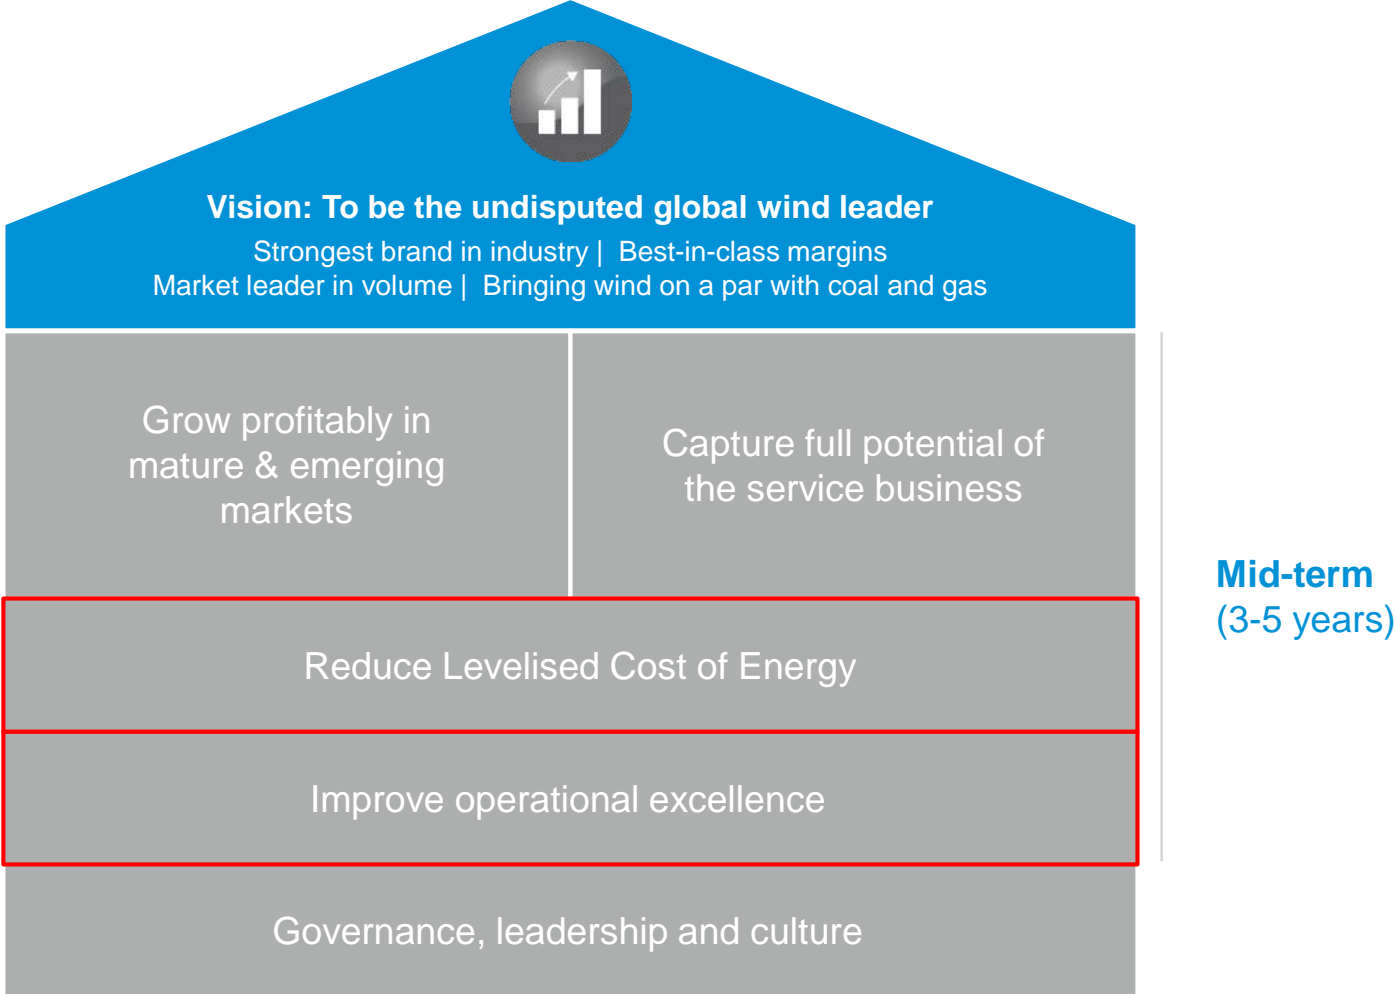 Vision: To be the undisputed global wind leader
Strongest brand in industry | Best-in-class margins
Market leader in volume | Bringing wind on a par with coal and gas
Grow profitably in
mature & emerging
markets
Capture full potential of
the service business
Mid-term
(3-5 years)
Reduce Levelised Cost of Energy
Improve operational excellence
Governance, leadership and culture